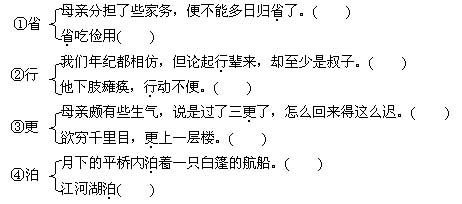 ①省 母亲分担了些家务，便不能多日归省了。(　　)
省吃俭用(　　)
②行 我们年纪都相仿，但论起行辈来，却至少是叔子。(　　)
他下肢瘫痪，行动不便。(　　)
③更 母亲颇有些生气，说是过了三更了，怎么回来得这么迟。(　　)
欲穷千里目，更上一层楼。(　　)
④泊 月下的平桥内泊着一只白篷的航船。(　　)
江河湖泊(　　)